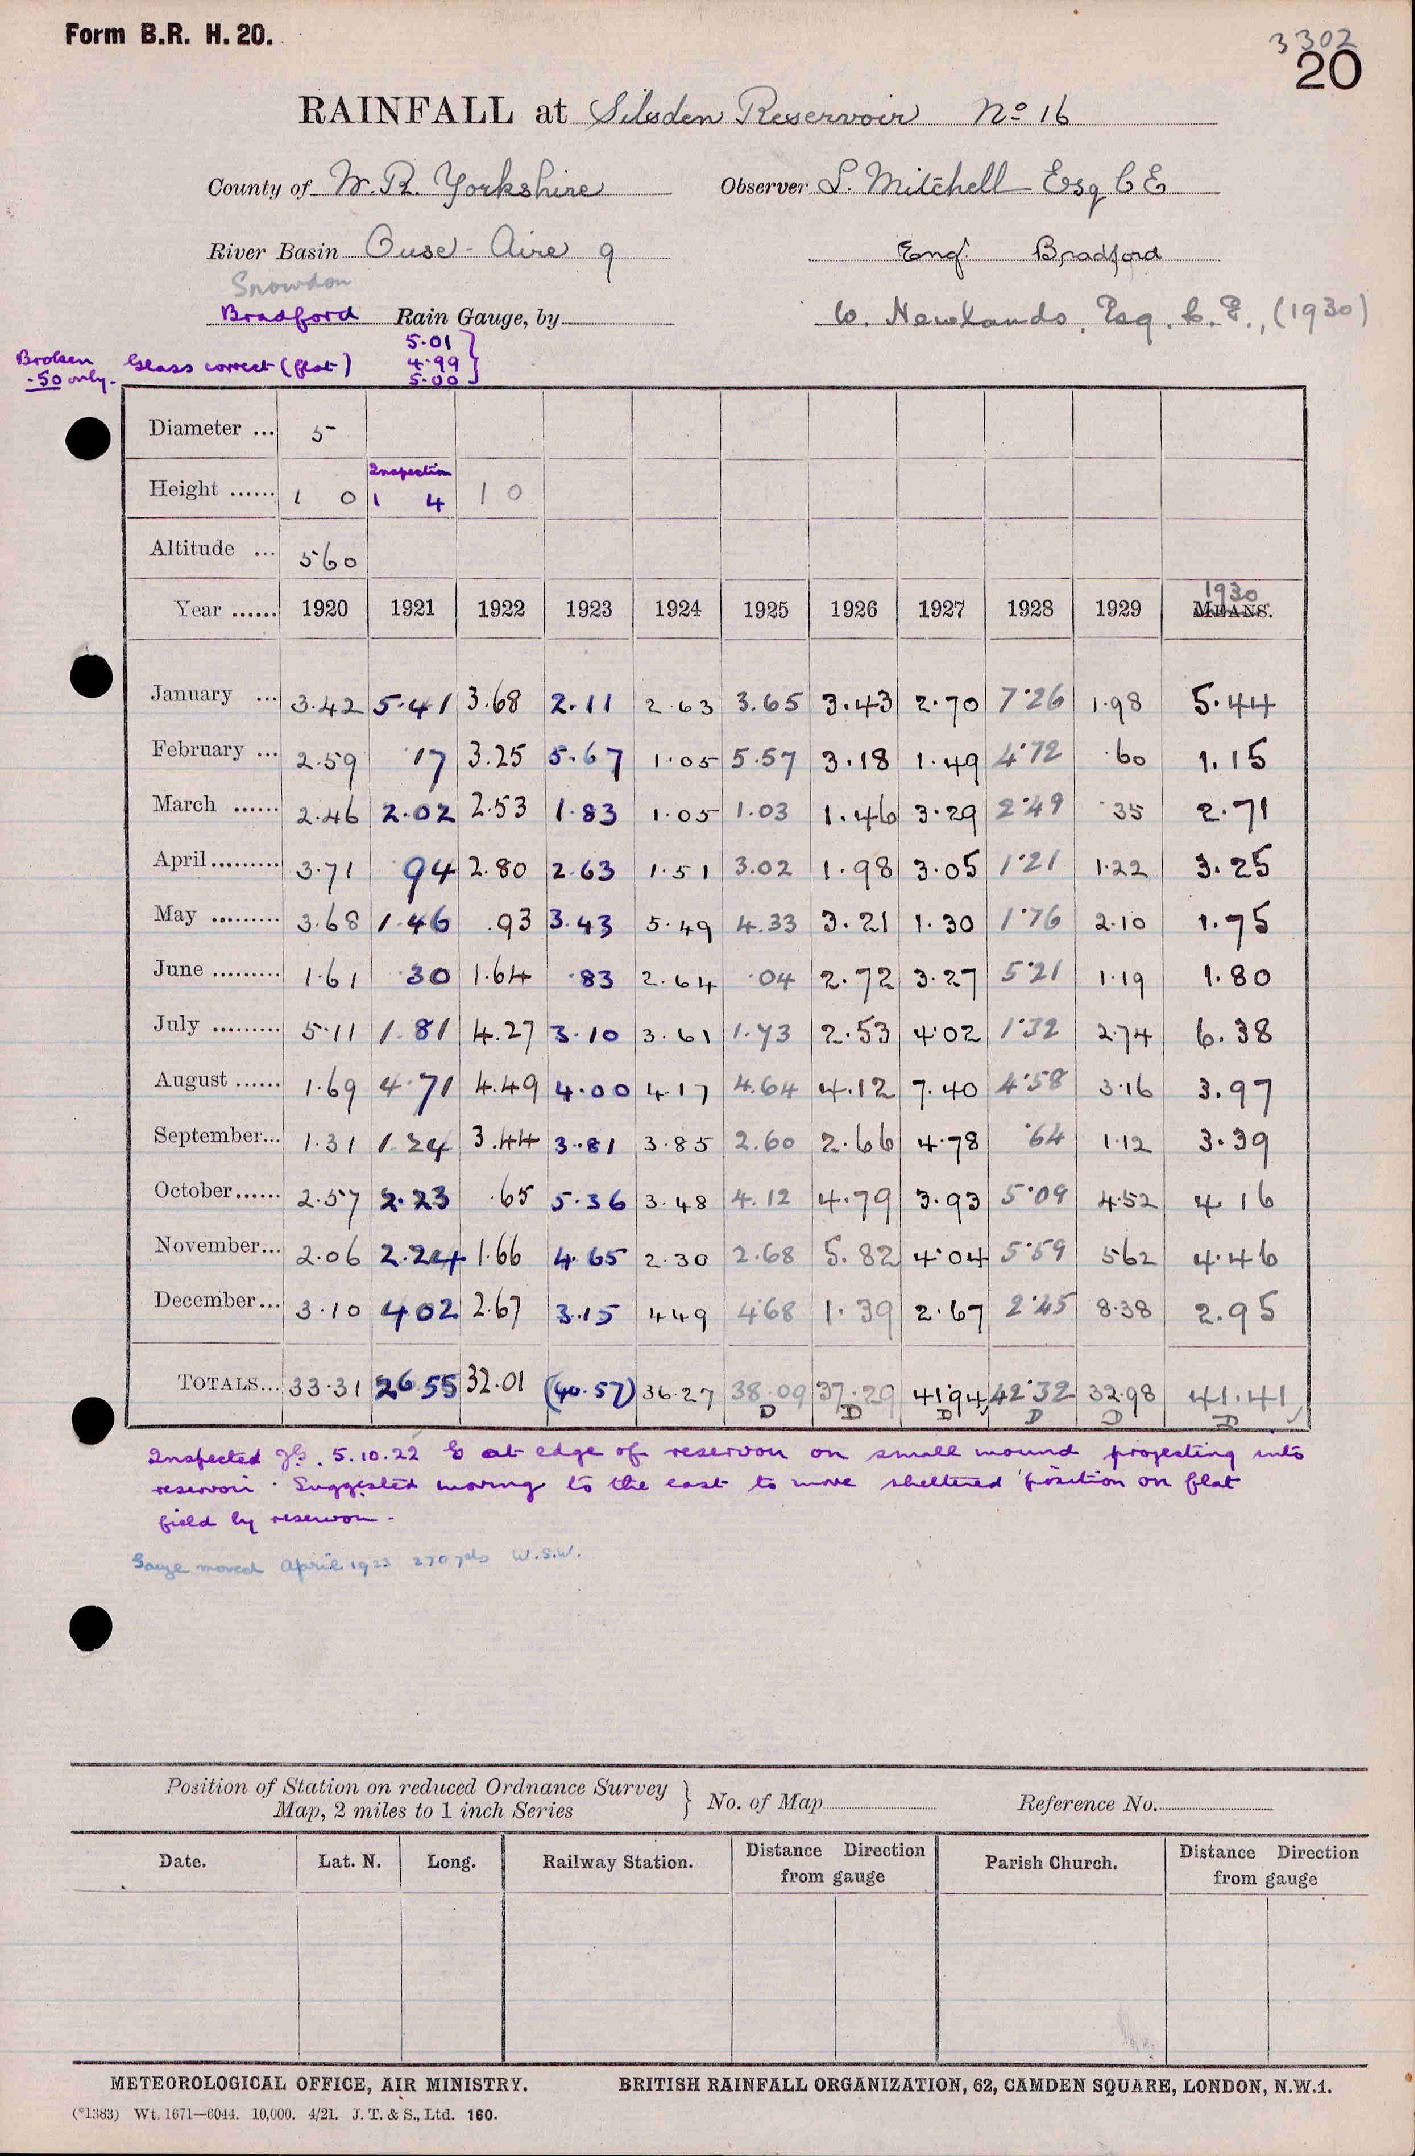 Form B.R. H. 20.
3302
20
RAINFALL at Silsden Reservoir No 16
County of W.R. Yorkshire Observer L. Mitchell Esq C E
River Basin Ouse - Aire 9 Engr. Bradford
Snowdon
Bradford Rain Gauge, by W. Newlands, Esq. C.E., (1930)
Broken .50 only. Glass correct (flat) 5.01 4.99 5.00 }
Diameter ... 5
Inspection
Height ...... 1 0 1 4 1 0
Altitude ... 560
Year ...... 1920 1921 1922 1923 1924 1925 1926 1927 1928 1929 1930 MEANS.
January ... 3.42 5.41 3.68 2.11 2.63 3.65 3.43 2.70 7.26 1.98 5.44
February ... 2.59 .17 3.25 5.67 1.05 5.57 3.18 1.49 4.72 .60 1.15
March ...... 2.46 2.02 2.53 1.83 1.05 1.03 1.46 3.29 2.49 .35 2.71
April ......... 3.71 94 2.80 2.63 1.51 3.02 1.98 3.05 1.21 1.22 3.25
May ......... 3.68 1.46 .93 3.43 5.49 4.33 3.21 1.30 1.76 2.10 1.75
June ......... 1.61 .30 1.64 .83 2.64 .04 2.72 3.27 5.21 1.19 1.80
July ......... 5.11 1.81 4.27 3.10 3.61 1.73 2.53 4.02 1.32 2.74 6.38
August ...... 1.69 4.71 4.49 4.00 4.17 4.64 4.12 7.40 4.58 3.16 3.97
September... 1.31 1.24 3.44 3.81 3.85 2.60 2.66 4.78 .64 1.12 3.39
October...... 2.57 2.23 .65 5.36 3.48 4.12 4.79 3.93 5.09 4.52 4.16
November... 2.06 2.24 1.66 4.65 2.30 2.68 5.82 4.04 5.59 5.62 4.46
December... 3.10 4.02 2.67 3.15 4.49 4.68 1.39 2.67 2.45 8.38 2.95
TOTALS... 33.31 26.55 32.01 (40.57) 36.27 38.09 37.29 41.94 42.32 32.98 41.41
D D D D D D
Inspected 5.10.22 G at edge of reservoir on small mound projecting into
reservoir. Suggested moving to the east to more sheltered position on flat
field by reservoir.
Gauge moved April 1923 270 yds W.S.W.
Position of Station on reduced Ordnance Survey
Map, 2 miles to 1 inch Series } No. of Map Reference No.
Date. Lat. N. Long. Railway Station. Distance Direction from gauge Parish Church. Distance Direction from gauge
METEOROLOGICAL OFFICE, AIR MINISTRY. BRITISH RAINFALL ORGANIZATION, 62, CAMDEN SQUARE, LONDON, N.W.1.
(*1383) Wt. 1671—6044. 10,000. 4/21. J. T. & S., Ltd. 160.